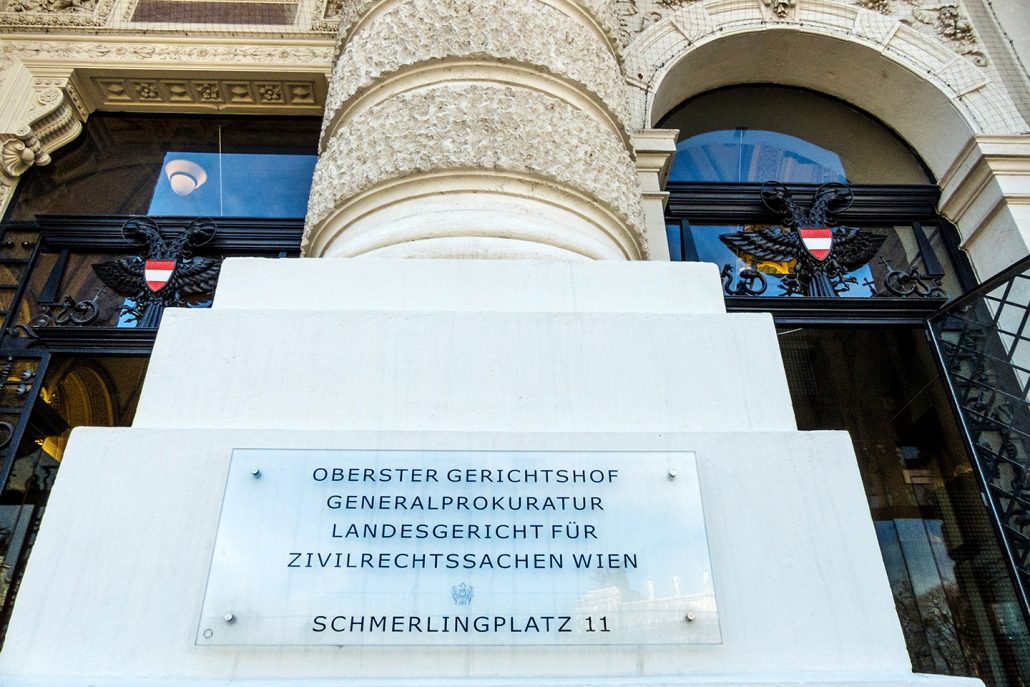 OBERSTER GERICHTSHOF
GENERALPROKURATUR
LANDESGERICHT FÜR
ZIVILRECHTSSACHEN WIEN
SCHMERLINGPLATZ 11